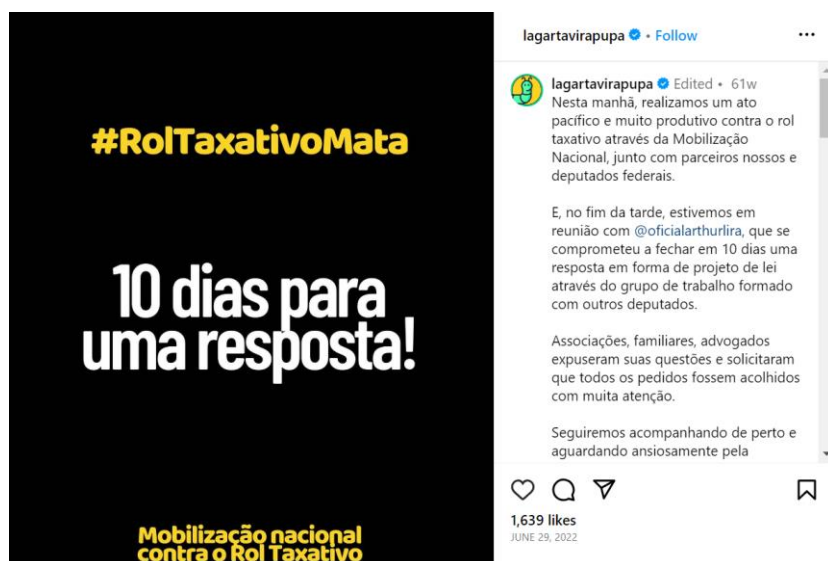 #RolTaxativoMata
10 dias para
uma resposta!
Mobilização nacional
contra o Rol Taxativo
lagartavirapupa • Follow
lagartavirapupa Edited • 61w
Nesta manhã, realizamos um ato
pacífico e muito produtivo contra o rol
taxativo através da Mobilização
Nacional, junto com parceiros nossos e
deputados federais.
E, no fim da tarde, estivemos em
reunião com @oficialarthurlira, que se
comprometeu a fechar em 10 dias uma
resposta em forma de projeto de lei
através do grupo de trabalho formado
com outros deputados.
Associações, familiares, advogados
expuseram suas questões e solicitaram
que todos os pedidos fossem acolhidos
com muita atenção.
Seguiremos acompanhando de perto e
aguardando ansiosamente pela
1,639 likes
JUNE 29, 2022